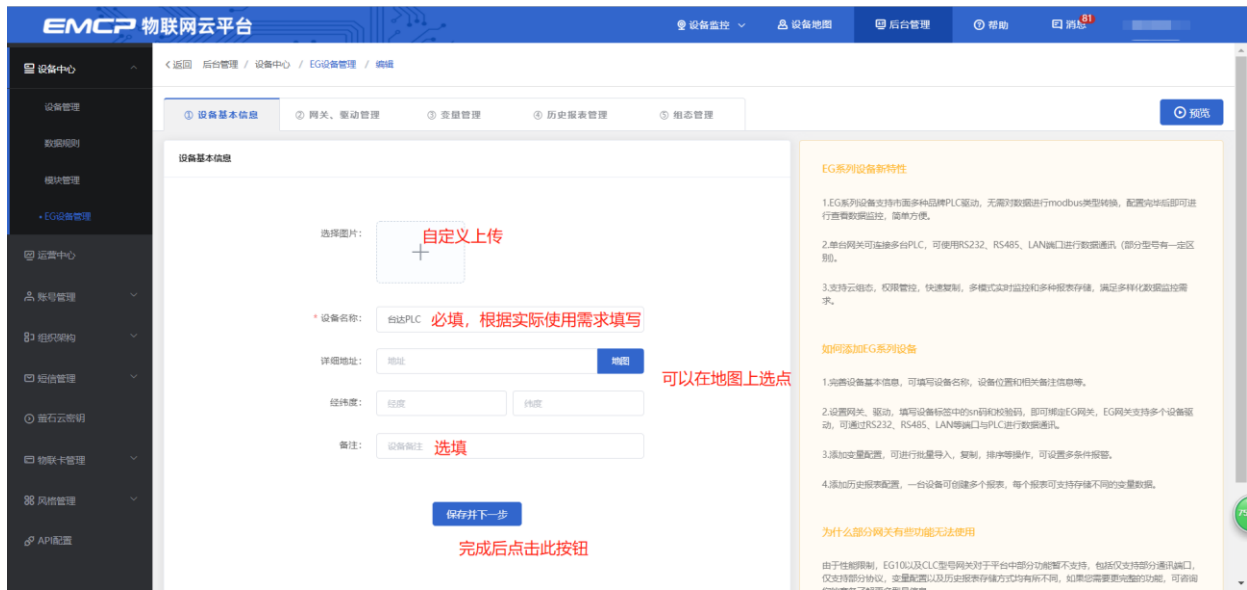 EMCP 物联网云平台
设备监控
设备地图
后台管理
帮助
消息
81
设备中心
设备管理
数据规则
模块管理
•EG设备管理
运营中心
账号管理
组织架构
短信管理
萤石云密钥
物联卡管理
风格管理
API配置
<返回 后台管理 / 设备中心 / EG设备管理 / 编辑
① 设备基本信息
② 网关、驱动管理
③ 变量管理
④ 历史报表管理
⑤ 组态管理
预览
设备基本信息
选择图片：
自定义上传
* 设备名称：
台达PLC
必填，根据实际使用需求填写
详细地址：
地址
地图
可以在地图上选点
经纬度：
经度
纬度
备注：
设备备注
选填
保存并下一步
完成后点击此按钮
EG系列设备新特性
1.EG系列设备支持市面多种品牌PLC驱动，无需对数据进行modbus类型转换，配置完毕后即可进
行查看数据监控，简单方便。
2.单台网关可连接多台PLC，可使用RS232、RS485、LAN端口进行数据通讯（部分型号有一定区
别)。
3.支持云组态，权限管控，快速复制，多模式实时监控和多种报表存储，满足多样化数据监控需
求。
如何添加EG系列设备
1.完善设备基本信息，可填写设备名称，设备位置和相关备注信息等。
2.设置网关、驱动，填写设备标签中的sn码和校验码，即可绑定EG网关，EG网关支持多个设备驱
动，可通过RS232、RS485、LAN等端口与PLC进行数据通讯。
3.添加变量配置，可进行批量导入，复制，排序等操作，可设置多条件报警。
4.添加历史报表配置，一台设备可创建多个报表，每个报表可支持存储不同的变量数据。
为什么部分网关有些功能无法使用
由于性能限制，EG10以及CLC型号网关对于平台中部分功能暂不支持，包括仅支持部分通讯端口，
仅支持部分协议，变量配置以及历史报表存储方式均有所不同，如果您需要更完整的功能，可咨询
75